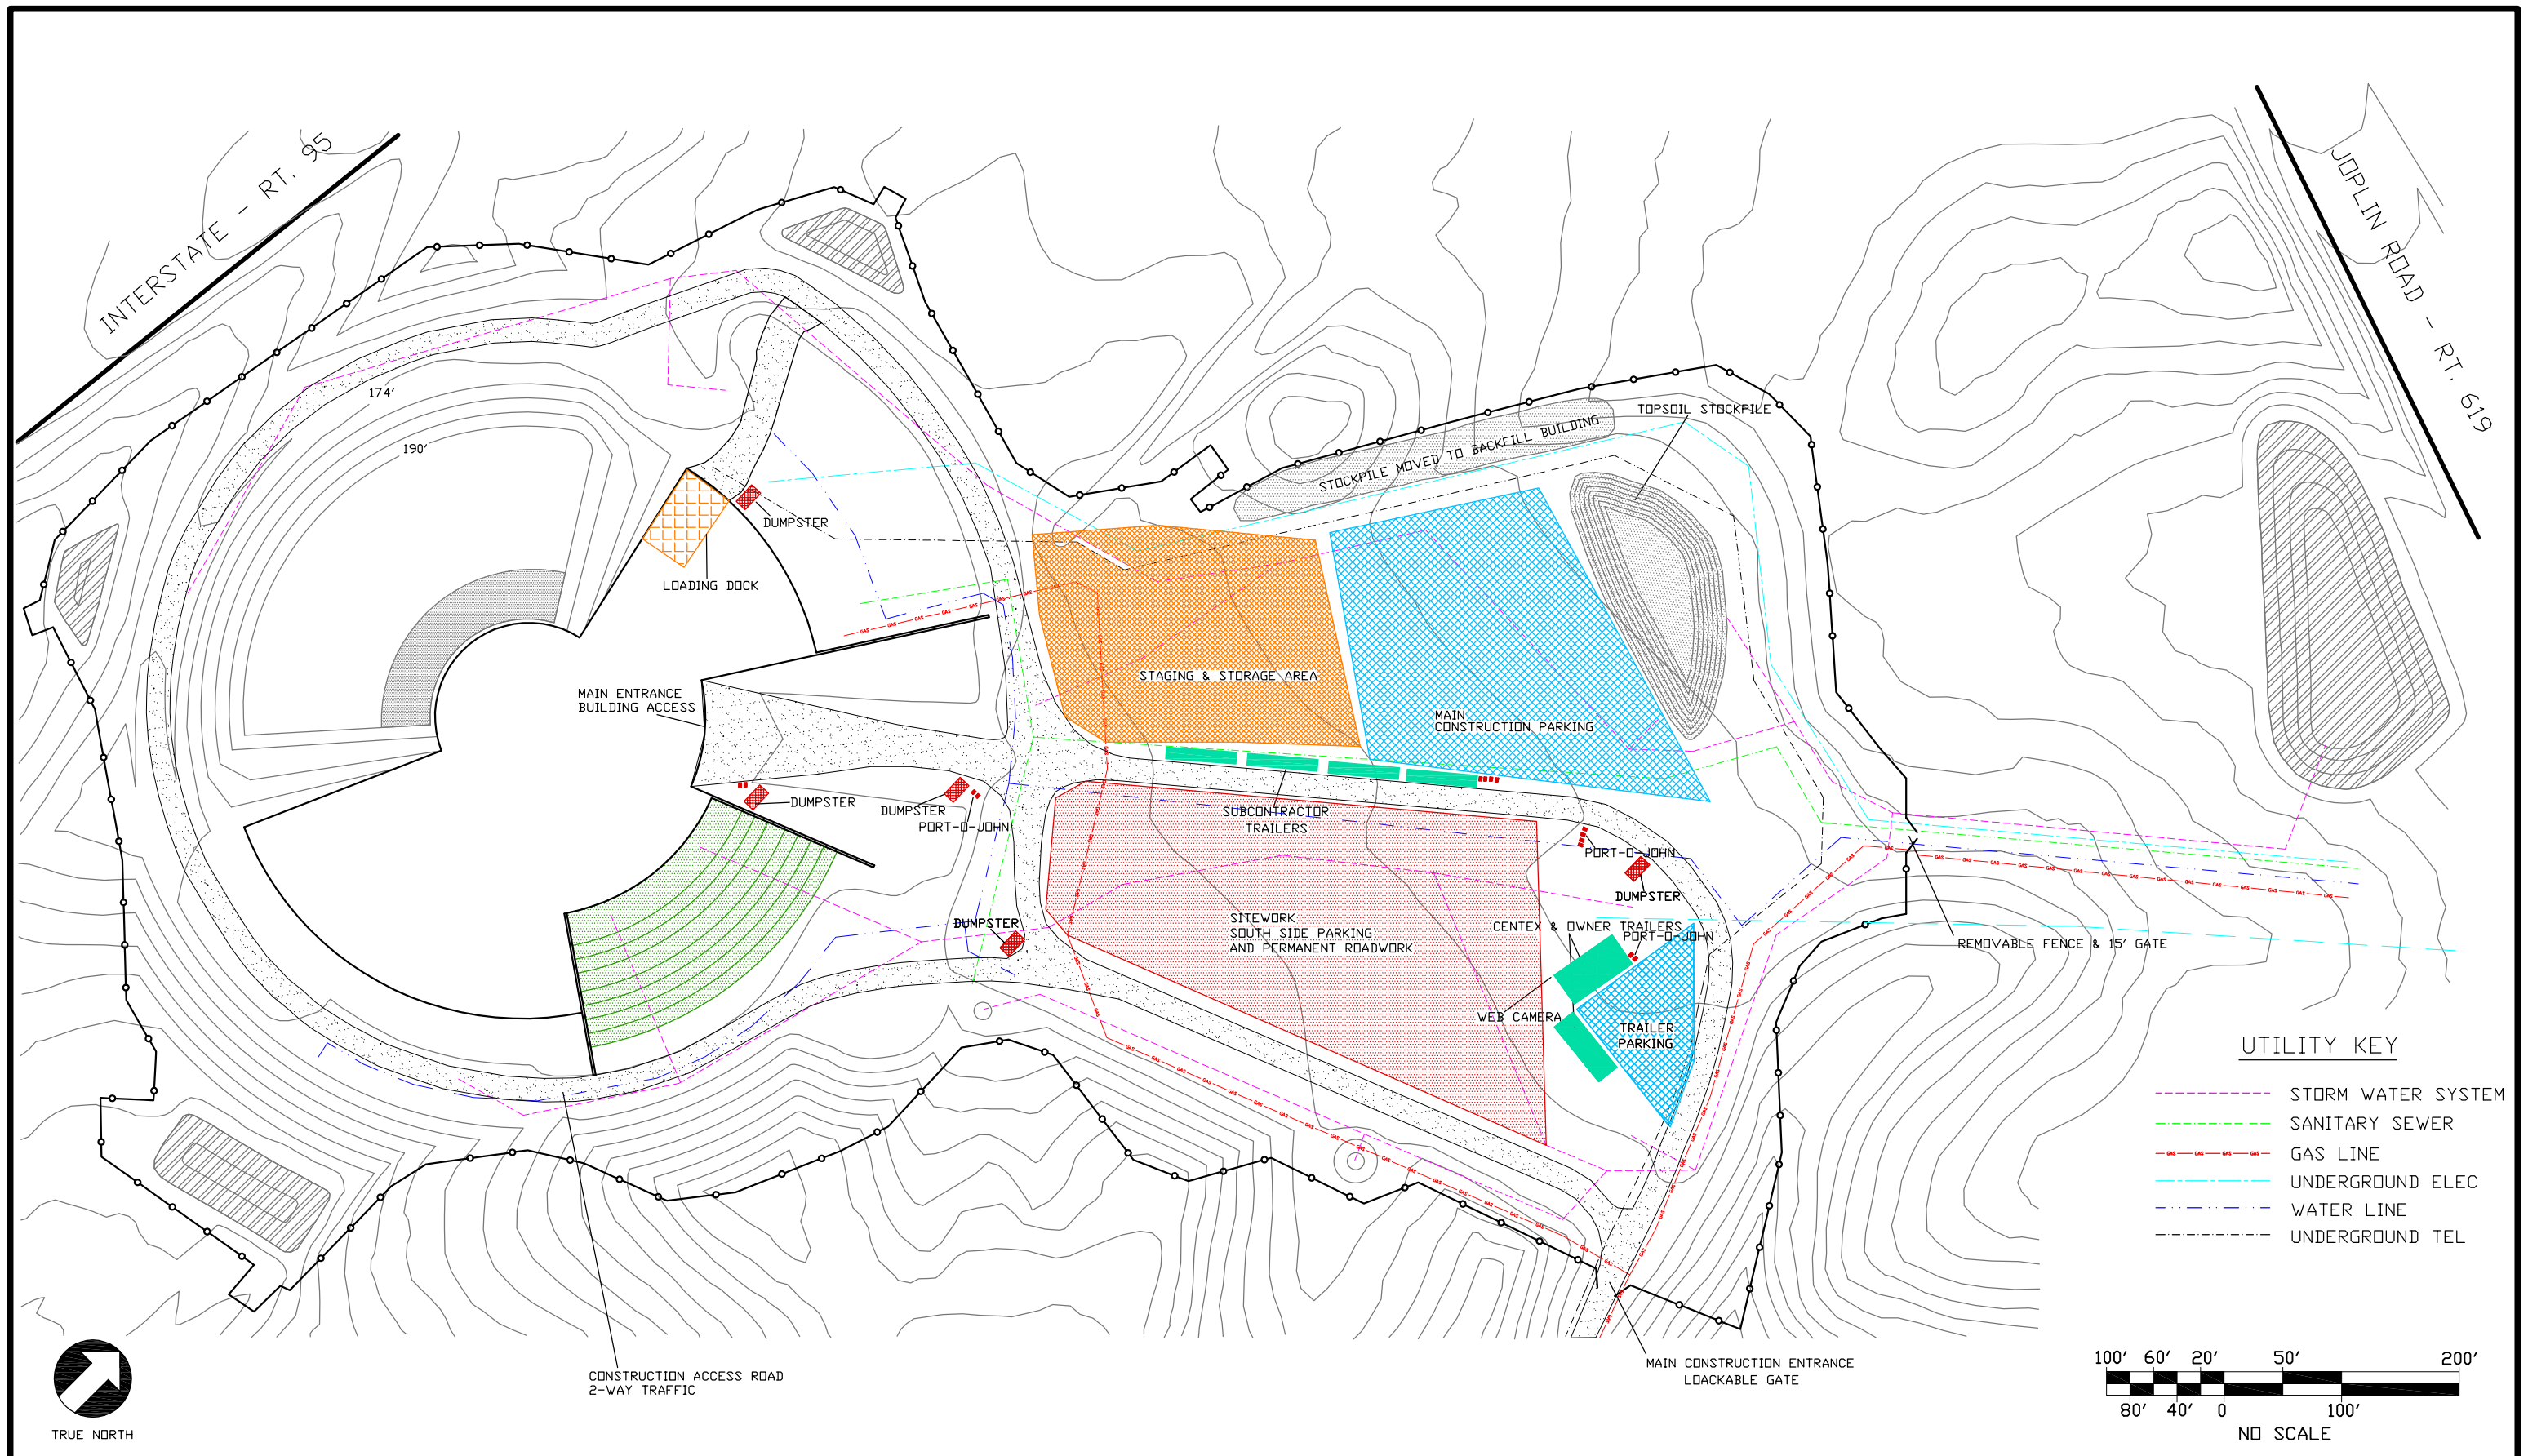 INTERSTATE - RT. 95
JOPLIN ROAD - RT. 619
174'
190'
TOPSOIL STOCKPILE
STOCKPILE MOVED TO BACKFILL BUILDING
DUMPSTER
LOADING DOCK
STAGING & STORAGE AREA
MAIN ENTRANCE
BUILDING ACCESS
MAIN
CONSTRUCTION PARKING
DUMPSTER
DUMPSTER
PORT-O-JOHN
SUBCONTRACTOR
TRAILERS
PORT-O-JOHN
DUMPSTER
DUMPSTER
SITEWORK
SOUTH SIDE PARKING
AND PERMANENT ROADWORK
CENTEX & OWNER TRAILERS
PORT-O-JOHN
REMOVABLE FENCE & 15' GATE
WEB CAMERA
TRAILER
PARKING
UTILITY KEY
STORM WATER SYSTEM
SANITARY SEWER
GAS GAS GAS GAS GAS LINE
UNDERGROUND ELEC
WATER LINE
UNDERGROUND TEL
CONSTRUCTION ACCESS ROAD
2-WAY TRAFFIC
MAIN CONSTRUCTION ENTRANCE
LOACKABLE GATE
TRUE NORTH
100' 60' 20' 50' 200'
80' 40' 0 100'
NO SCALE